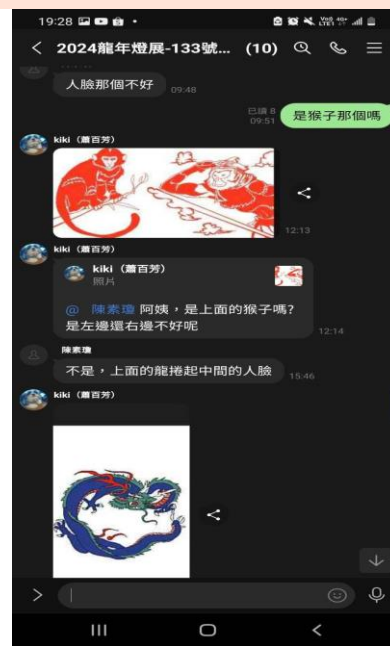 19:28
2024龍年燈展-133號... (10)
人臉那個不好
09:48
已讀 8
09:51
是猴子那個嗎
kiki（蕭百芳）
12:13
kiki（蕭百芳）
kiki（蕭百芳）
照片
@ 陳素瓊 阿姨，是上面的猴子嗎?
是左邊還右邊不好呢
12:14
陳素瓊
不是，上面的龍捲起中間的人臉
15:46
kiki（蕭百芳）